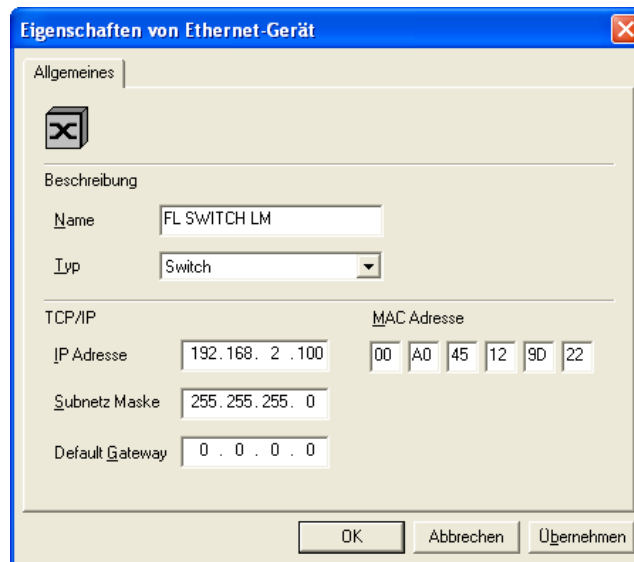 Eigenschaften von Ethernet-Gerät
Allgemeines
Beschreibung
Name FL SWITCH LM
Typ Switch
TCP/IP MAC Adresse
IP Adresse 192.168. 2 .100 00 A0 45 12 9D 22
Subnetz Maske 255.255.255. 0
Default Gateway 0 . 0 . 0 . 0
OK Abbrechen Übernehmen